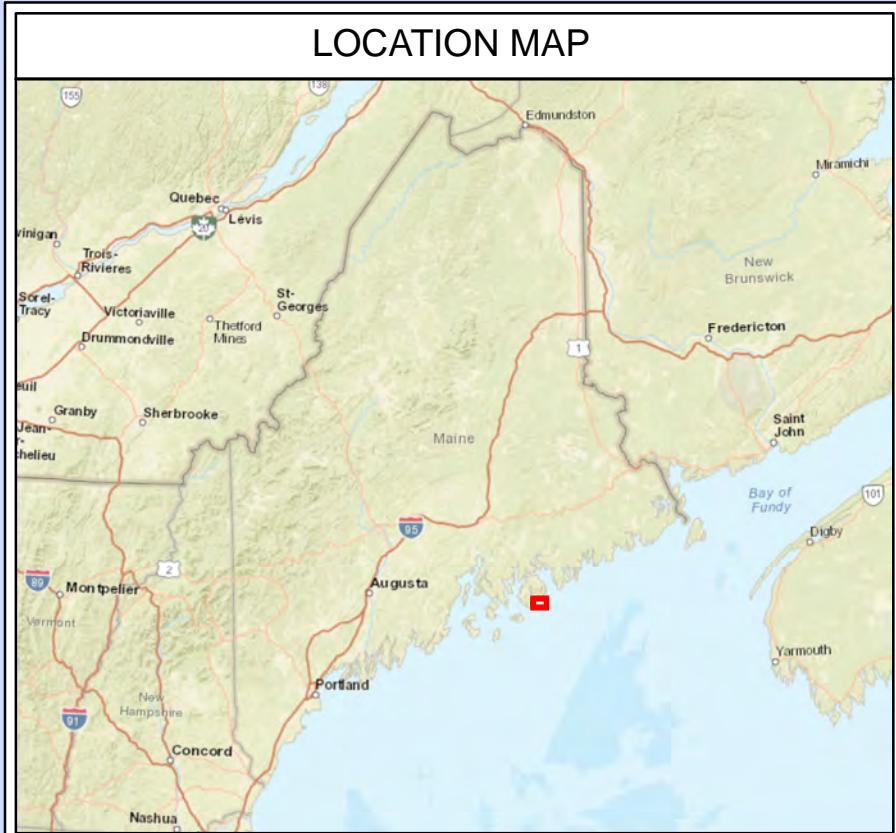 LOCATION MAP
155
138
Edmundston
Miramichi
Quebec
Lévis
20
vinigan
Trois-
Rivieres
New
Brunswick
Sorel-
Tracy
Victoriaville
St-
Georges
Thetford
Mines
Fredericton
Drummondville
1
euil
Granby
Sherbrooke
Jean-
r-
chelieu
Maine
Saint
John
Bay of
Fundy
101
95
Digby
2
89
Montpelier
Augusta
Vermont
Yarmouth
Portland
New
Hampshire
91
Concord
Nashua